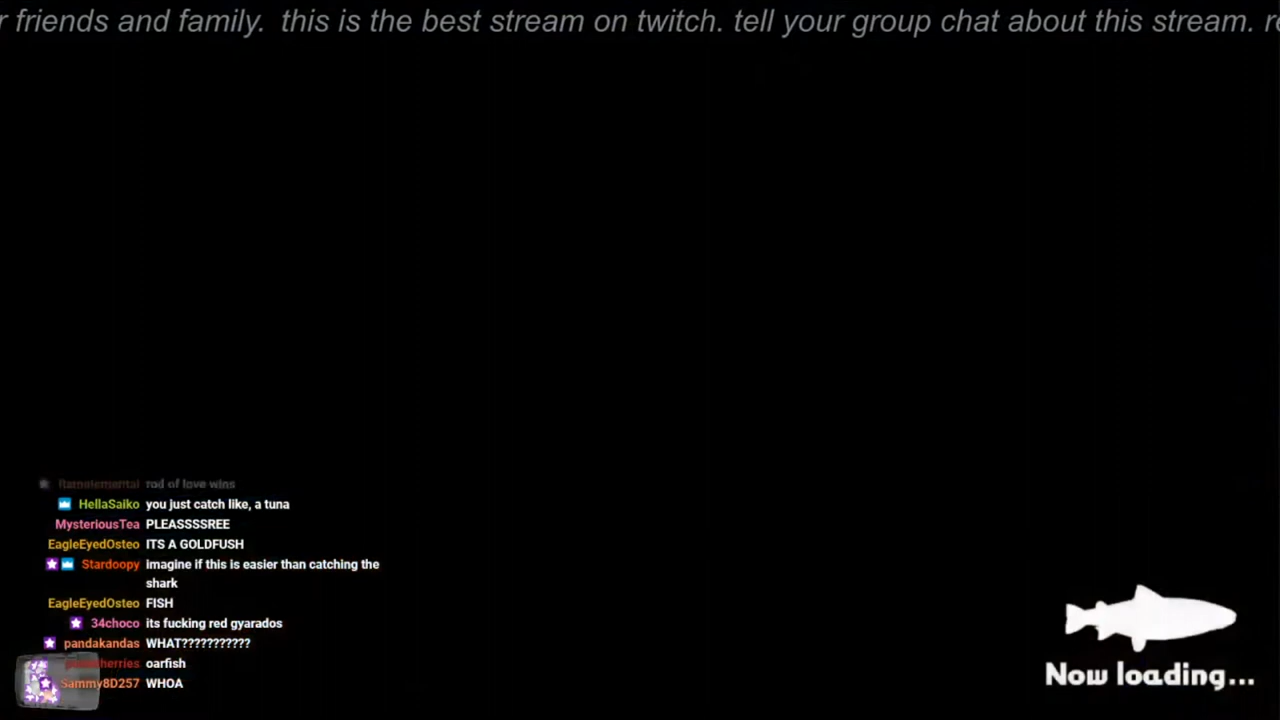 r friends and family. this is the best stream on twitch. tell your group chat about this stream. re
rod of love wins
HellaSaiko you just catch like, a tuna
MysteriousTea PLEASSSSREE
EagleEyedOsteo ITS A GOLDFUSH
Stardoopy imagine if this is easier than catching the
shark
EagleEyedOsteo FISH
34choco its fucking red gyarados
pandakandas WHAT???????????
oarfish
Sammy8D257 WHOA
Now loading...